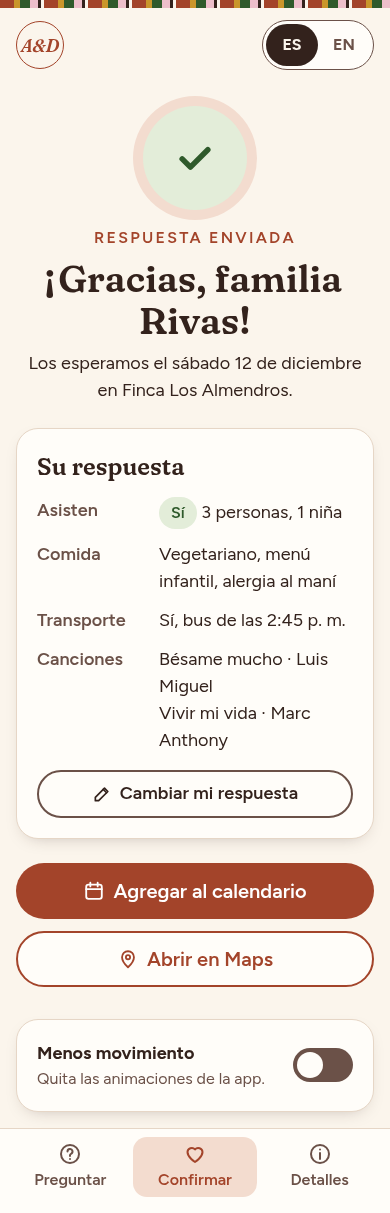 A&D
ES EN
RESPUESTA ENVIADA
¡Gracias, familia
Rivas!
Los esperamos el sábado 12 de diciembre
en Finca Los Almendros.
Su respuesta
Asisten Sí 3 personas, 1 niña
Comida Vegetariano, menú
infantil, alergia al maní
Transporte Sí, bus de las 2:45 p. m.
Canciones Bésame mucho · Luis
Miguel
Vivir mi vida · Marc
Anthony
Cambiar mi respuesta
Agregar al calendario
Abrir en Maps
Menos movimiento
Quita las animaciones de la app.
Preguntar Confirmar Detalles